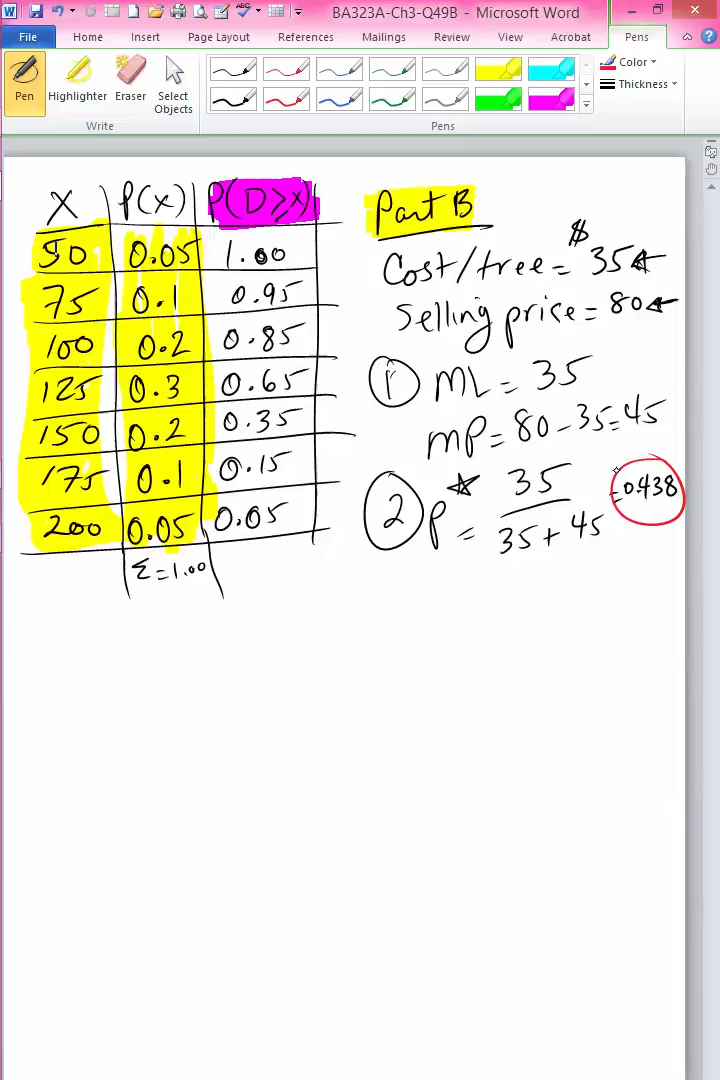 BA323A-Ch3-Q49B - Microsoft Word
File Home Insert Page Layout References Mailings Review View Acrobat Pens
Pen Highlighter Eraser Select Objects
Color
Thickness
Write Pens
X P(X) P(D≥X)
50 0.05 1.00
75 0.1 0.95
100 0.2 0.85
125 0.3 0.65
150 0.2 0.35
175 0.1 0.15
200 0.05 0.05
Σ=1.00
Part B
Cost/tree = $35
Selling price = 80
① ML = 35
MP = 80 - 35 = 45
② P* = 35 / 35 + 45 = 0.438